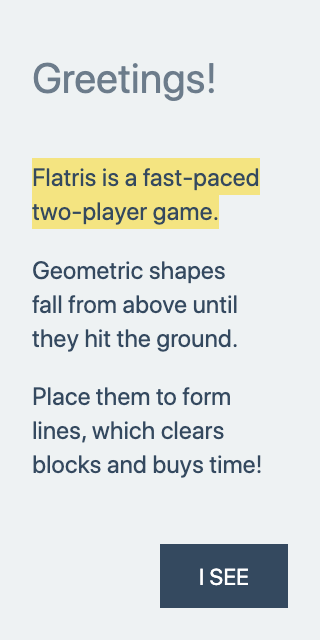 Greetings!
Flatris is a fast-paced
two-player game.
Geometric shapes
fall from above until
they hit the ground.
Place them to form
lines, which clears
blocks and buys time!
I SEE